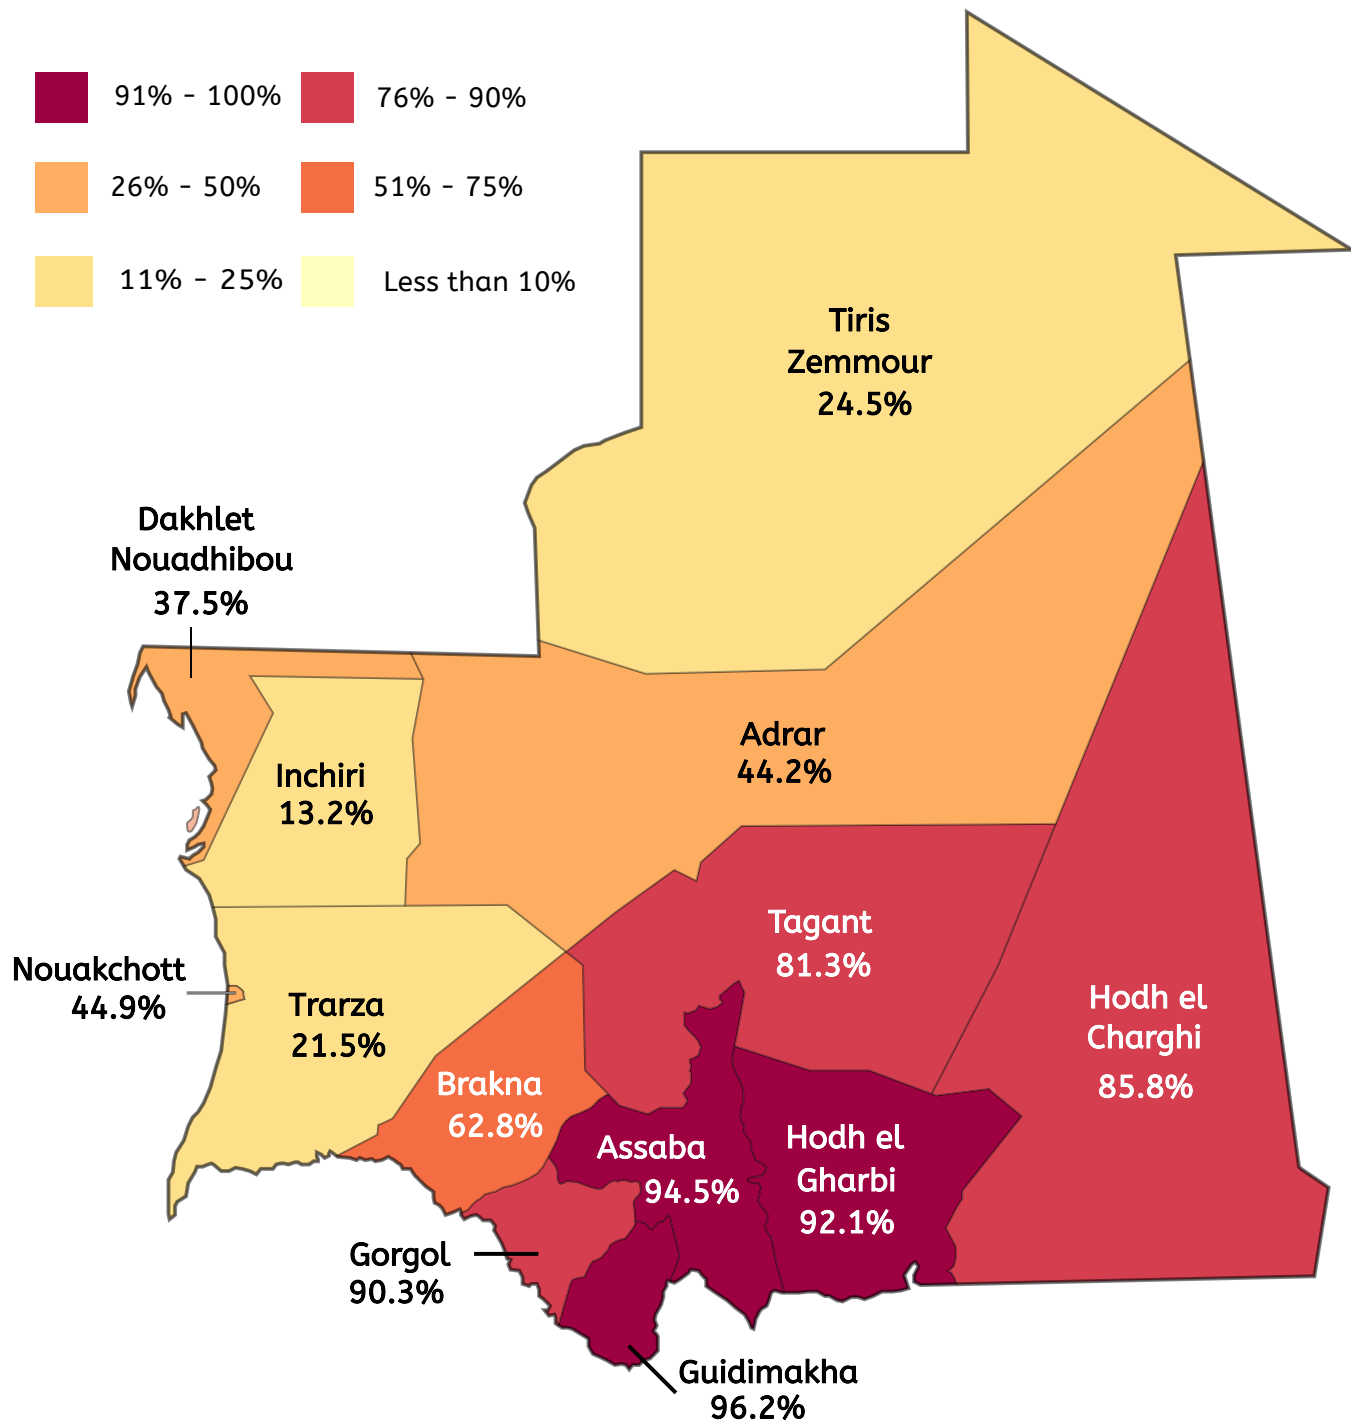 91% - 100%
76% - 90%
26% - 50%
51% - 75%
11% - 25%
Less than 10%
Tiris
Zemmour
24.5%
Dakhlet
Nouadhibou
37.5%
Adrar
44.2%
Inchiri
13.2%
Tagant
81.3%
Nouakchott
44.9%
Trarza
21.5%
Hodh el
Charghi
85.8%
Brakna
62.8%
Assaba
94.5%
Hodh el
Gharbi
92.1%
Gorgol
90.3%
Guidimakha
96.2%